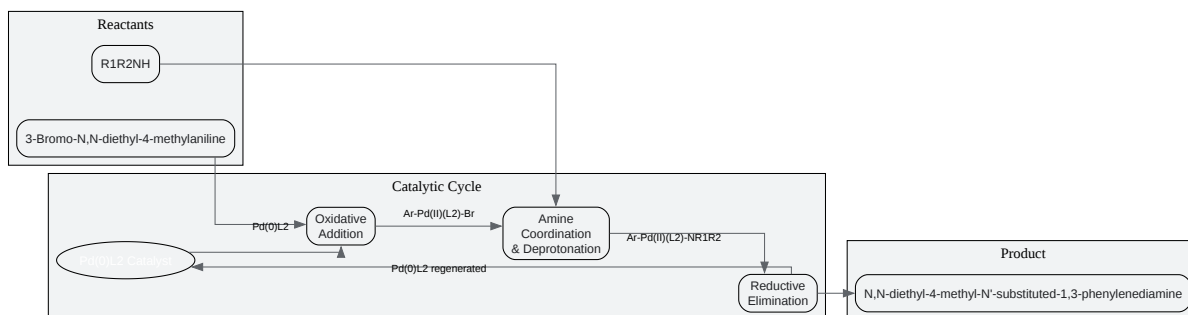 Reactants
R1R2NH
3-Bromo-N,N-diethyl-4-methylaniline
Catalytic Cycle
Pd(0)L2
Oxidative
Addition
Ar-Pd(II)(L2)-Br
Amine
Coordination
& Deprotonation
Ar-Pd(II)(L2)-NR1R2
Pd(0)L2 Catalyst
Pd(0)L2 regenerated
Reductive
Elimination
Product
N,N-diethyl-4-methyl-N'-substituted-1,3-phenylenediamine